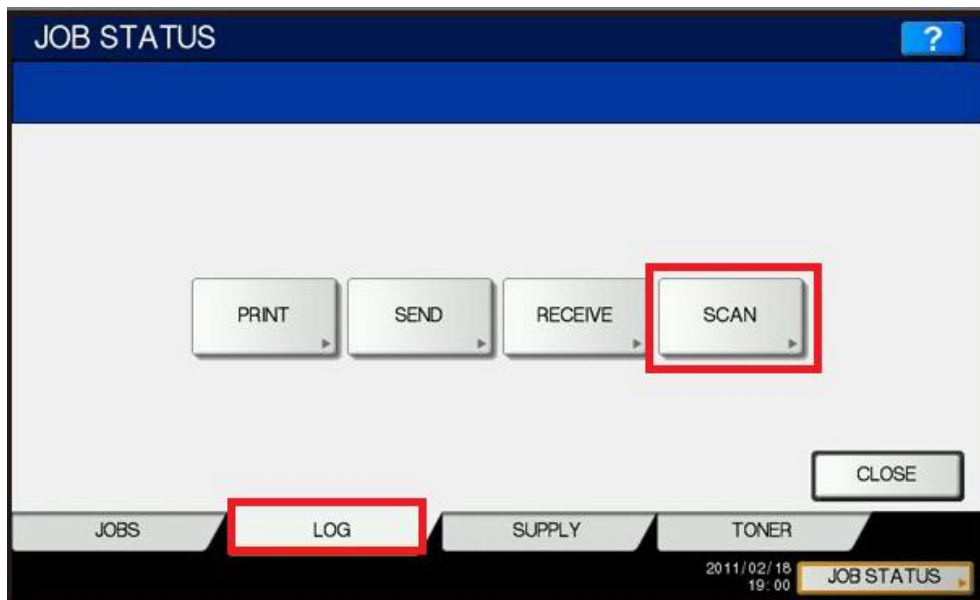 JOB STATUS ?
PRINT SEND RECEIVE SCAN
CLOSE
JOBS LOG SUPPLY TONER
2011/02/18
19:00
JOB STATUS